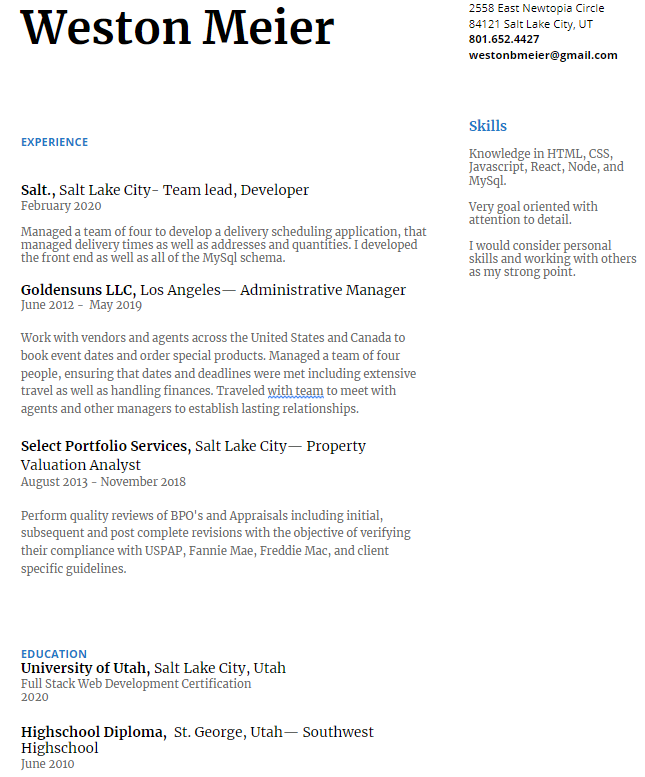 Weston Meier
2558 East Newtopia Circle
84121 Salt Lake City, UT
801.652.4427
westonbmeier@gmail.com
EXPERIENCE
Salt., Salt Lake City- Team lead, Developer
February 2020
Managed a team of four to develop a delivery scheduling application, that
managed delivery times as well as addresses and quantities. I developed
the front end as well as all of the MySql schema.
Goldensuns LLC, Los Angeles— Administrative Manager
June 2012 - May 2019
Work with vendors and agents across the United States and Canada to
book event dates and order special products. Managed a team of four
people, ensuring that dates and deadlines were met including extensive
travel as well as handling finances. Traveled with team to meet with
agents and other managers to establish lasting relationships.
Select Portfolio Services, Salt Lake City— Property
Valuation Analyst
August 2013 - November 2018
Perform quality reviews of BPO's and Appraisals including initial,
subsequent and post complete revisions with the objective of verifying
their compliance with USPAP, Fannie Mae, Freddie Mac, and client
specific guidelines.
EDUCATION
University of Utah, Salt Lake City, Utah
Full Stack Web Development Certification
2020
Highschool Diploma, St. George, Utah— Southwest
Highschool
June 2010
Skills
Knowledge in HTML, CSS,
Javascript, React, Node, and
MySql.
Very goal oriented with
attention to detail.
I would consider personal
skills and working with others
as my strong point.